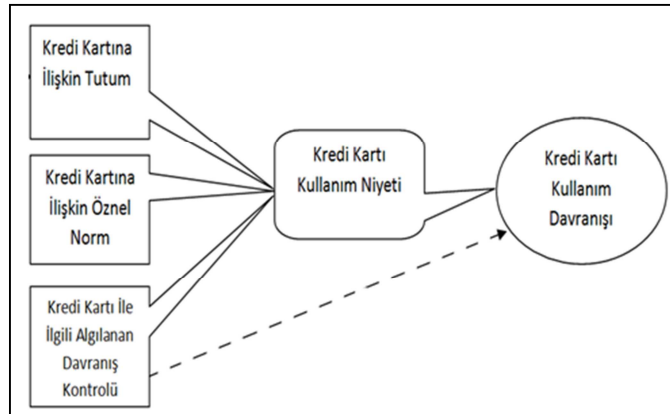 Kredi Kartına
İlişkin Tutum
Kredi Kartına
İlişkin Öznel
Norm
Kredi Kartı İle
İlgili Algılanan
Davranış
Kontrolü
Kredi Kartı
Kullanım Niyeti
Kredi Kartı
Kullanım
Davranışı